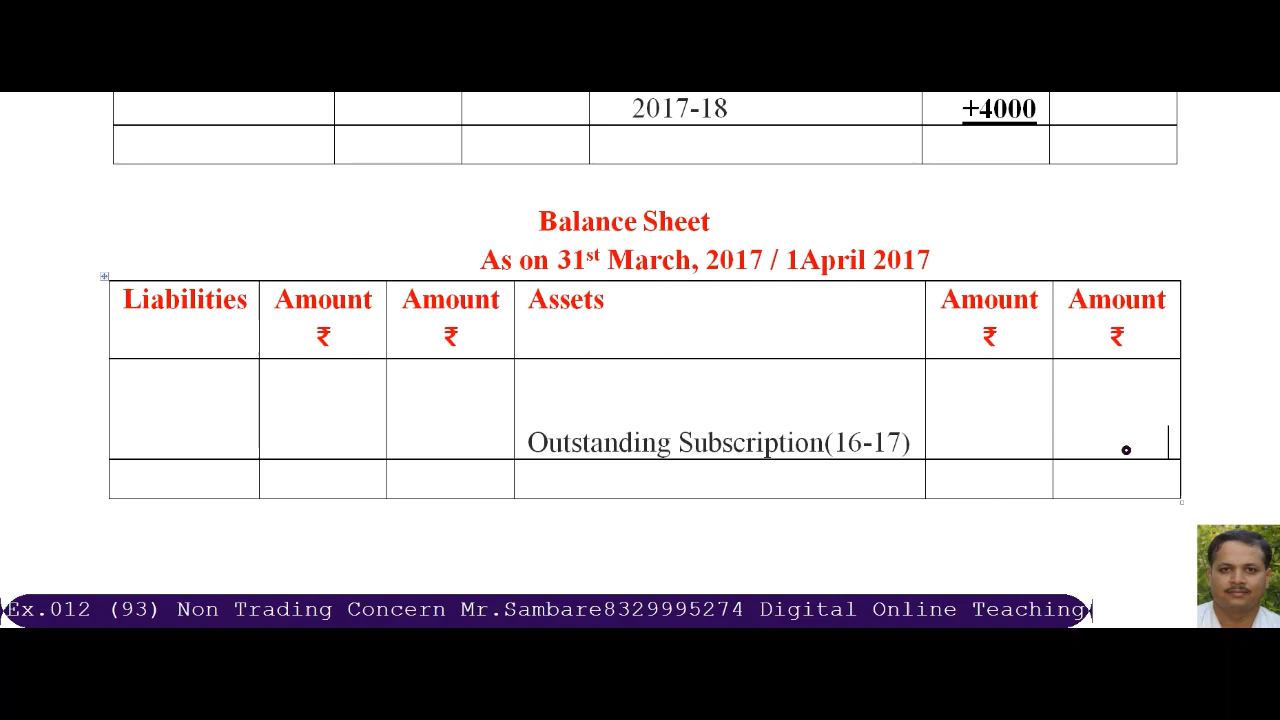 2017-18 +4000
Balance Sheet
As on 31st March, 2017 / 1April 2017
Liabilities Amount ₹ Amount ₹ Assets Amount ₹ Amount ₹
Outstanding Subscription(16-17)
Ex.012 (93) Non Trading Concern Mr.Sambare8329995274 Digital Online Teaching